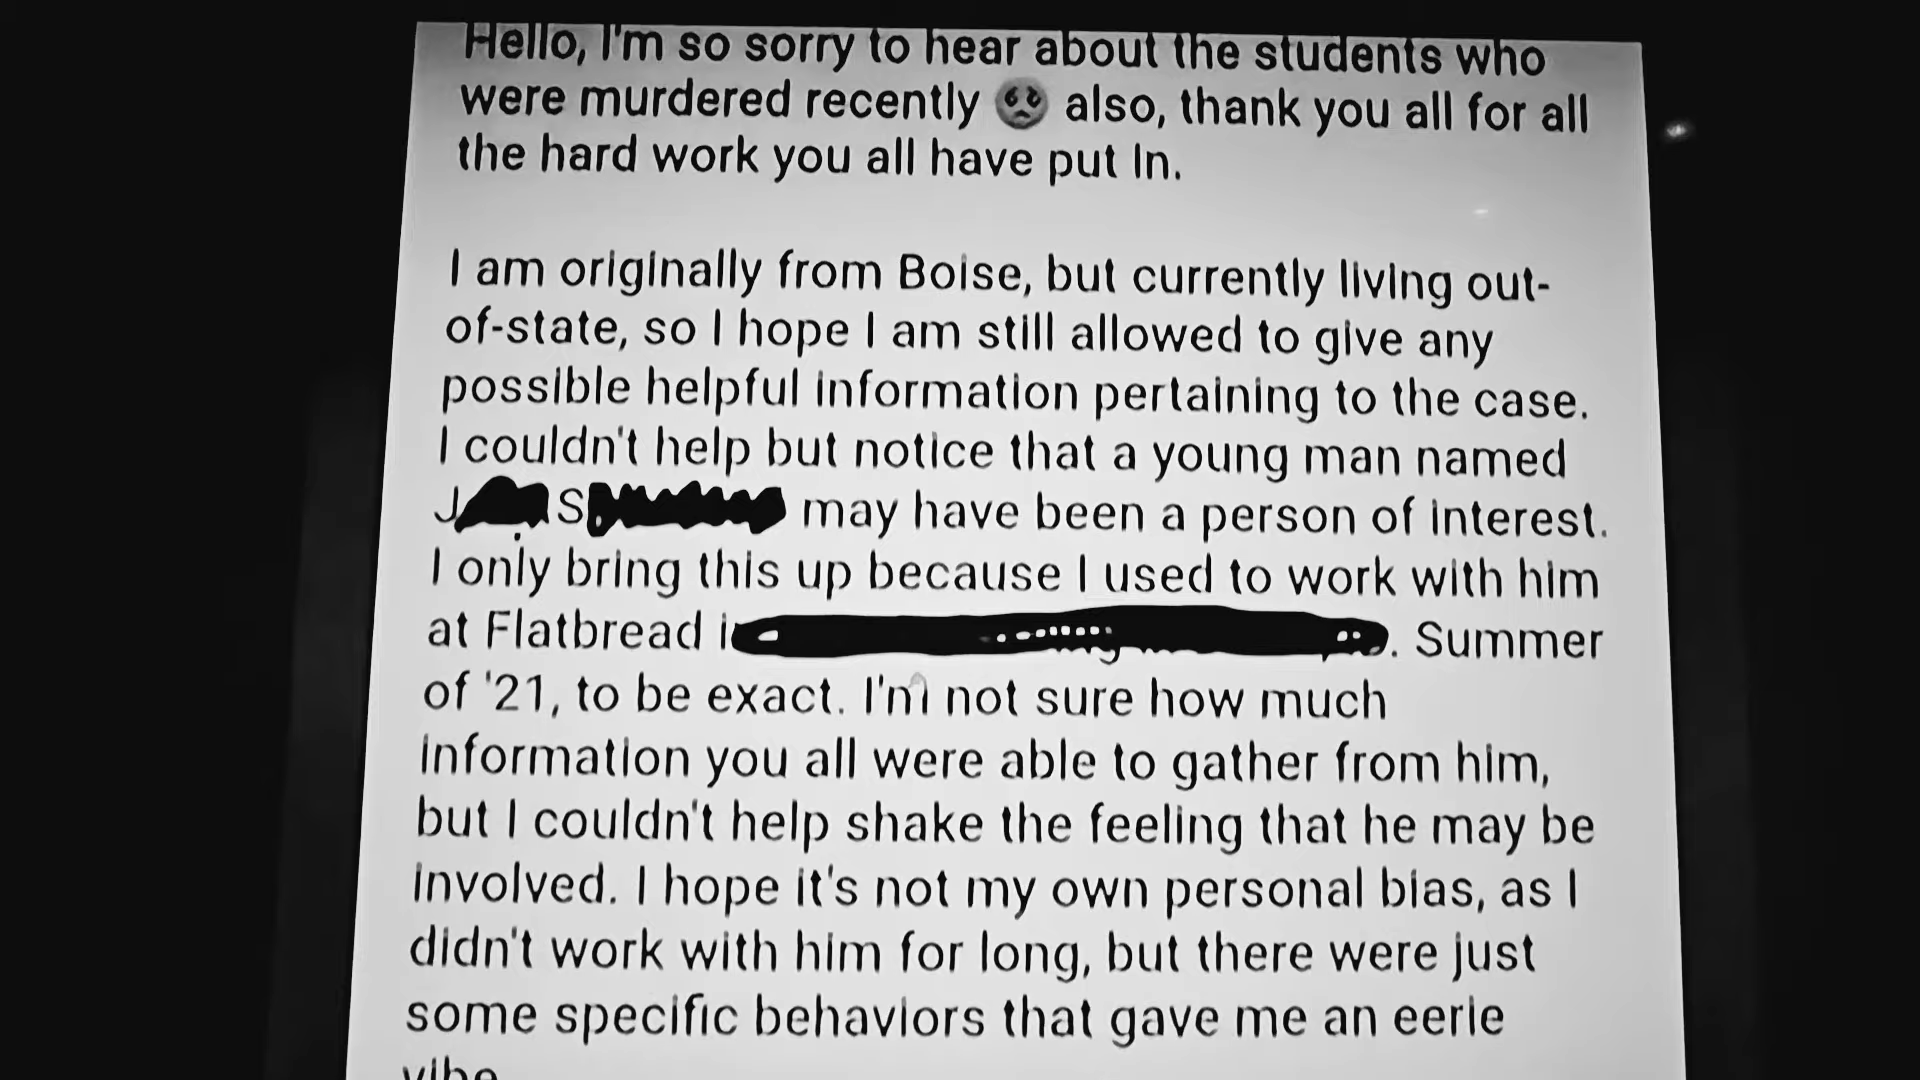 Hello, I'm so sorry to hear about the students who
were murdered recently 😢 also, thank you all for all
the hard work you all have put in.
I am originally from Boise, but currently living out-
of-state, so I hope I am still allowed to give any
possible helpful information pertaining to the case.
I couldn't help but notice that a young man named
J S may have been a person of interest.
I only bring this up because I used to work with him
at Flatbread . Summer
of '21, to be exact. I'm not sure how much
information you all were able to gather from him,
but I couldn't help shake the feeling that he may be
involved. I hope it's not my own personal bias, as I
didn't work with him for long, but there were just
some specific behaviors that gave me an eerie
vibe